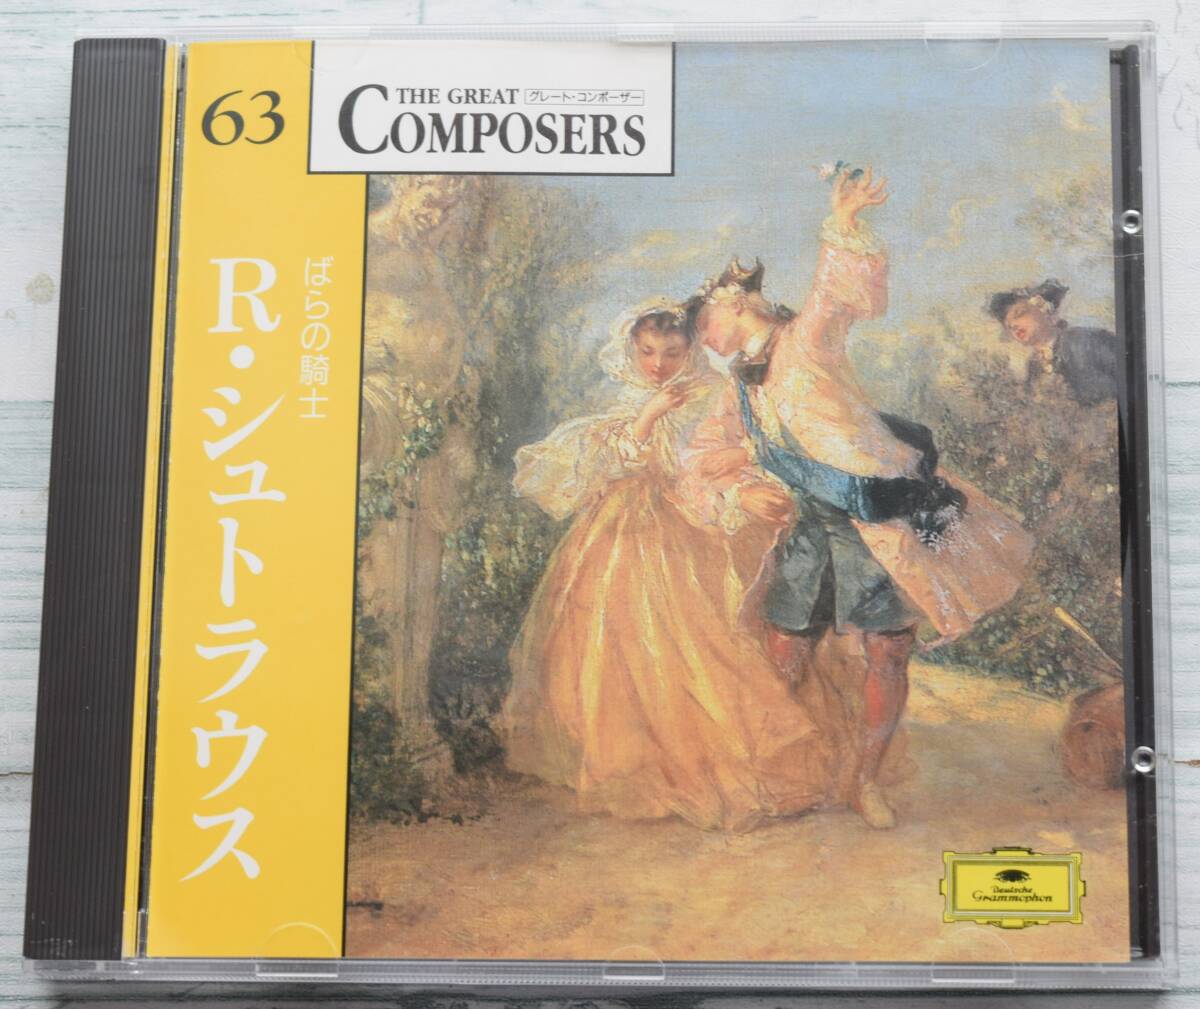 63
THE GREAT グレート・コンポーザー
COMPOSERS
ばらの騎士
R・シュトラウス
Deutsche
Grammophon